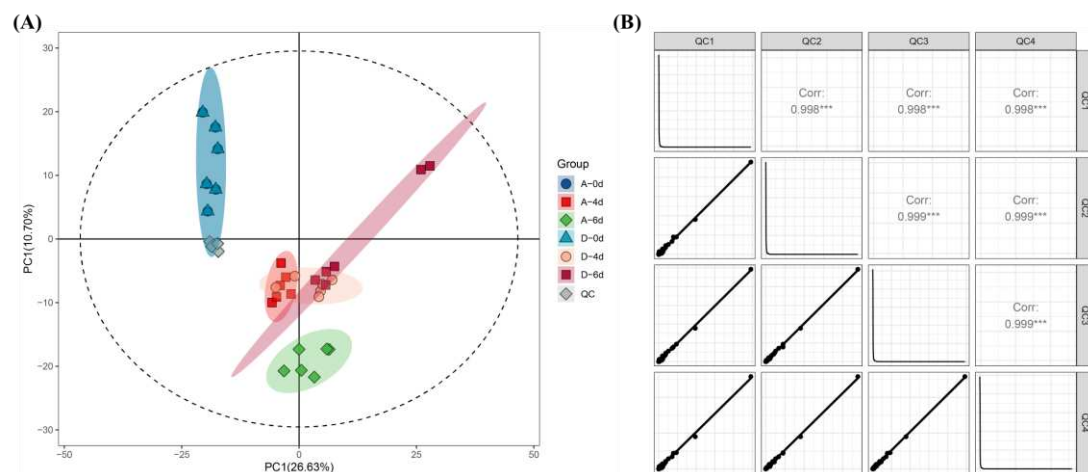 (A)
PC1(10.70%)
30
20
10
0
−10
−20
−30
−50
−25
0
25
50
PC1(26.63%)
Group
A−0d
A−4d
A−6d
D−0d
D−4d
D−6d
QC
(B)
QC1 QC2 QC3 QC4
Corr:
0.998***
Corr:
0.998***
Corr:
0.998***
QC1
Corr:
0.999***
Corr:
0.999***
QC2
Corr:
0.999***
QC3
QC4